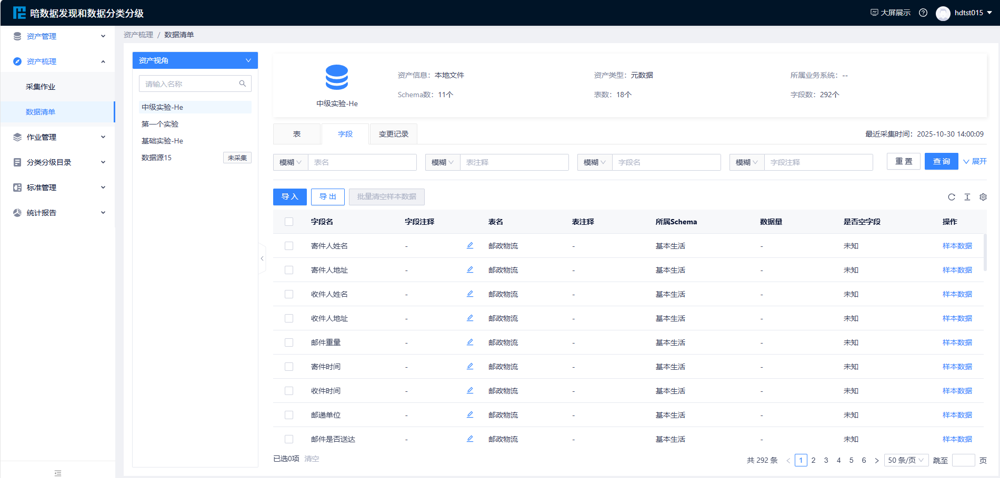 暗数据发现和数据分类分级
大屏展示 hdtst015
资产管理
资产梳理
采集作业
数据清单
作业管理
分类分级目录
标准管理
统计报告
资产梳理 / 数据清单
资产视角
请输入名称
中级实验-He
第一个实验
基础实验-He
数据源15 未采集
中级实验-He
资产信息： 本地文件 资产类型： 元数据 所属业务系统： --
Schema数： 11个 表数： 18个 字段数： 292个
表 字段 变更记录 最近采集时间： 2025-10-30 14:00:09
模糊 表名 模糊 表注释 模糊 字段名 模糊 字段注释 重置 查询 展开
导入 导出 批量清空样本数据
字段名 字段注释 表名 表注释 所属Schema 数据量 是否空字段 操作
寄件人姓名 - 邮政物流 - 基本生活 - 未知 样本数据
寄件人地址 - 邮政物流 - 基本生活 - 未知 样本数据
收件人姓名 - 邮政物流 - 基本生活 - 未知 样本数据
收件人地址 - 邮政物流 - 基本生活 - 未知 样本数据
邮件重量 - 邮政物流 - 基本生活 - 未知 样本数据
寄件时间 - 邮政物流 - 基本生活 - 未知 样本数据
收件时间 - 邮政物流 - 基本生活 - 未知 样本数据
邮递单位 - 邮政物流 - 基本生活 - 未知 样本数据
邮件是否送达 - 邮政物流 - 基本生活 - 未知 样本数据
已选0项 清空
共 292 条 < 1 2 3 4 5 6 > 50 条/页 跳至 页